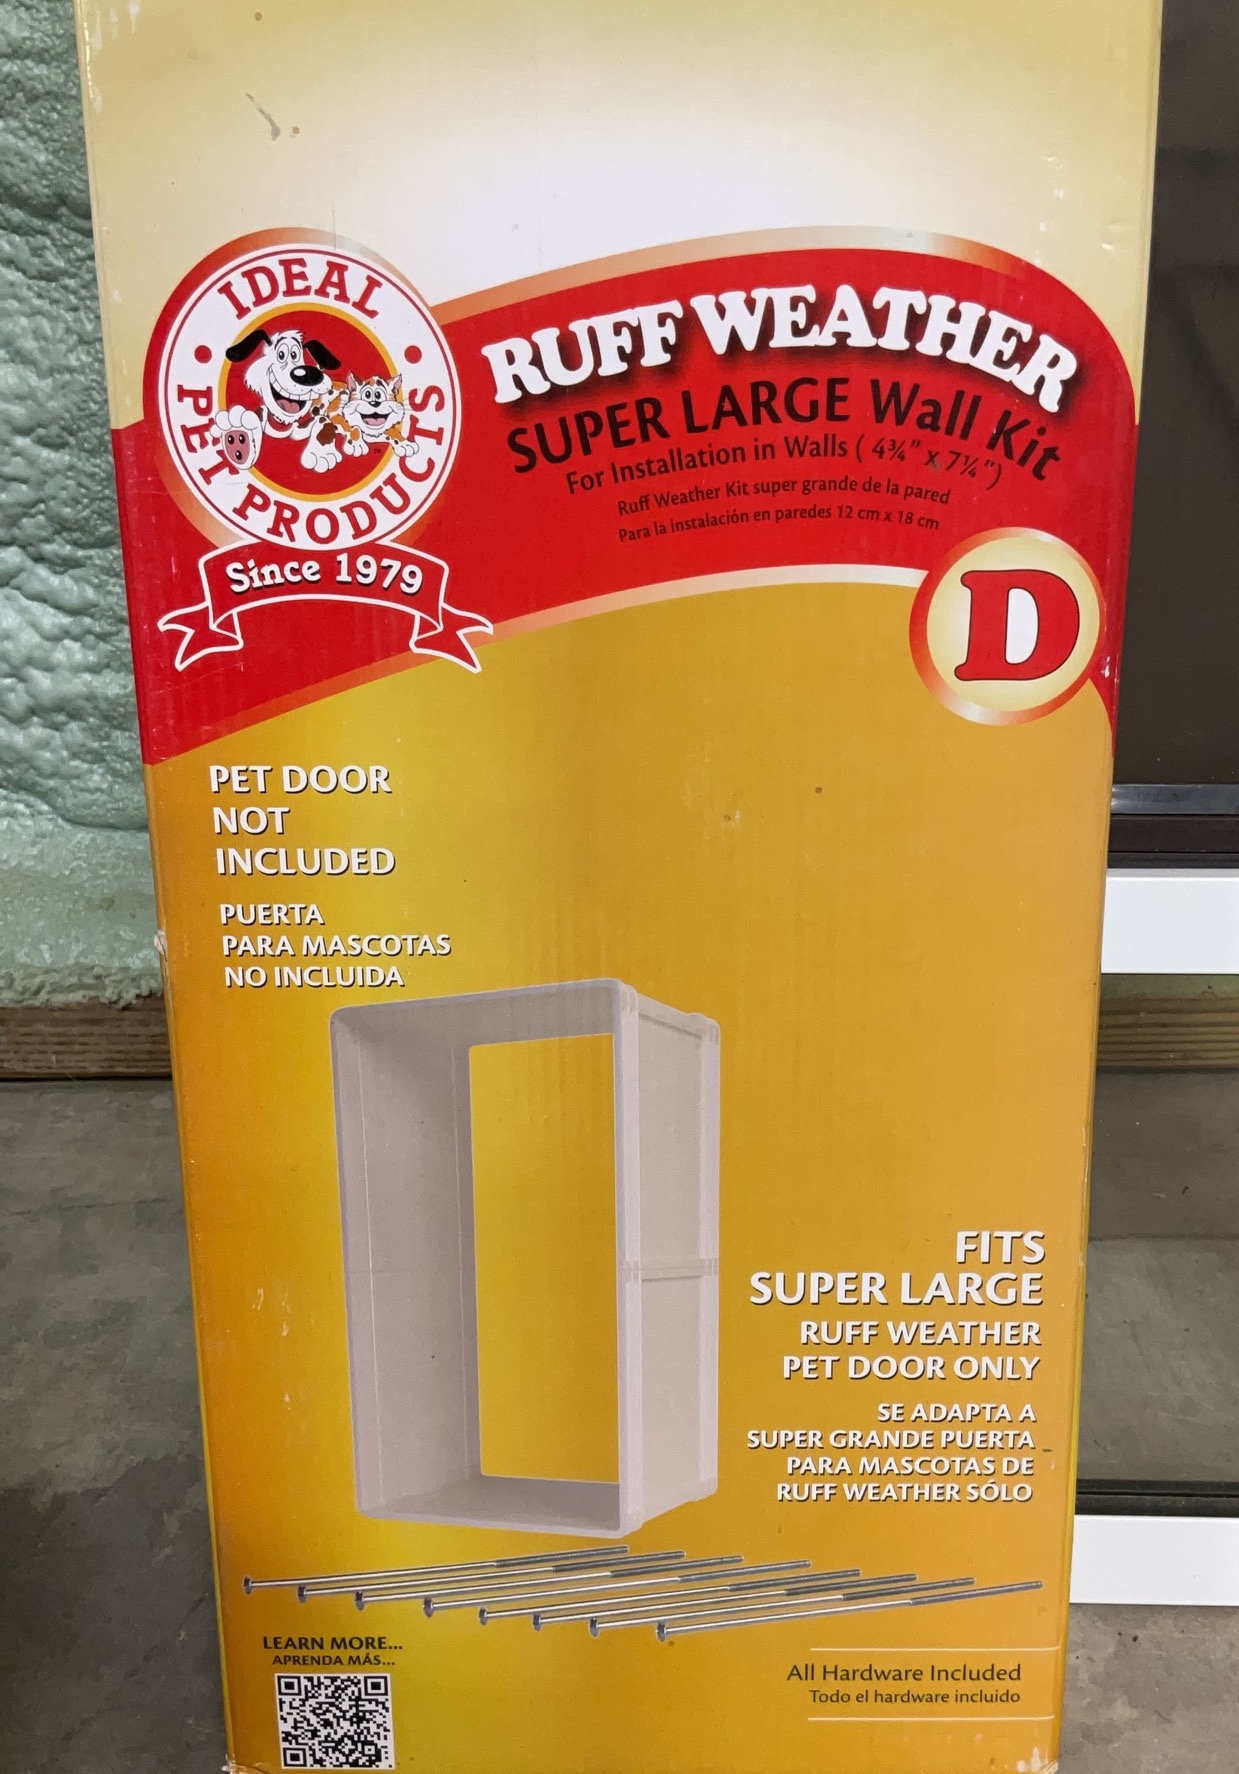 IDEAL
PET PRODUCTS
Since 1979
RUFF WEATHER
SUPER LARGE Wall Kit
For Installation in Walls ( 4¾" x 7¼")
Ruff Weather Kit super grande de la pared
Para la instalación en paredes 12 cm x 18 cm
D
PET DOOR
NOT
INCLUDED
PUERTA
PARA MASCOTAS
NO INCLUIDA
FITS
SUPER LARGE
RUFF WEATHER
PET DOOR ONLY
SE ADAPTA A
SUPER GRANDE PUERTA
PARA MASCOTAS DE
RUFF WEATHER SÓLO
LEARN MORE...
APRENDA MÁS...
All Hardware Included
Todo el hardware incluido